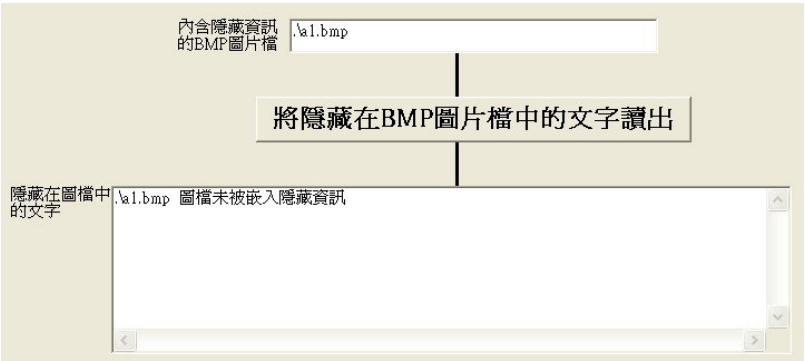 內含隱藏資訊
的BMP圖片檔
.\a1.bmp
將隱藏在BMP圖片檔中的文字讀出
隱藏在圖檔中
的文字
.\a1.bmp 圖檔未被嵌入隱藏資訊